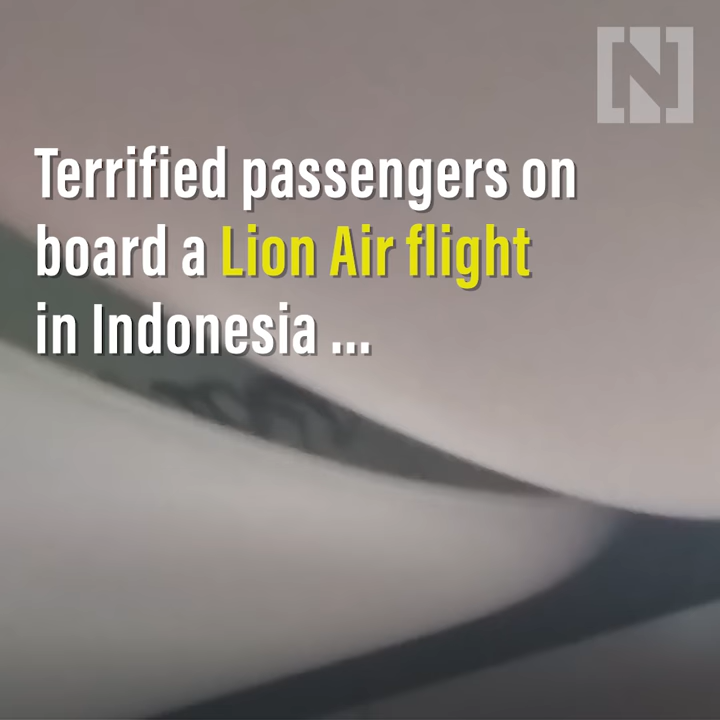 Terrified passengers on
board a Lion Air flight
in Indonesia ...
[N]